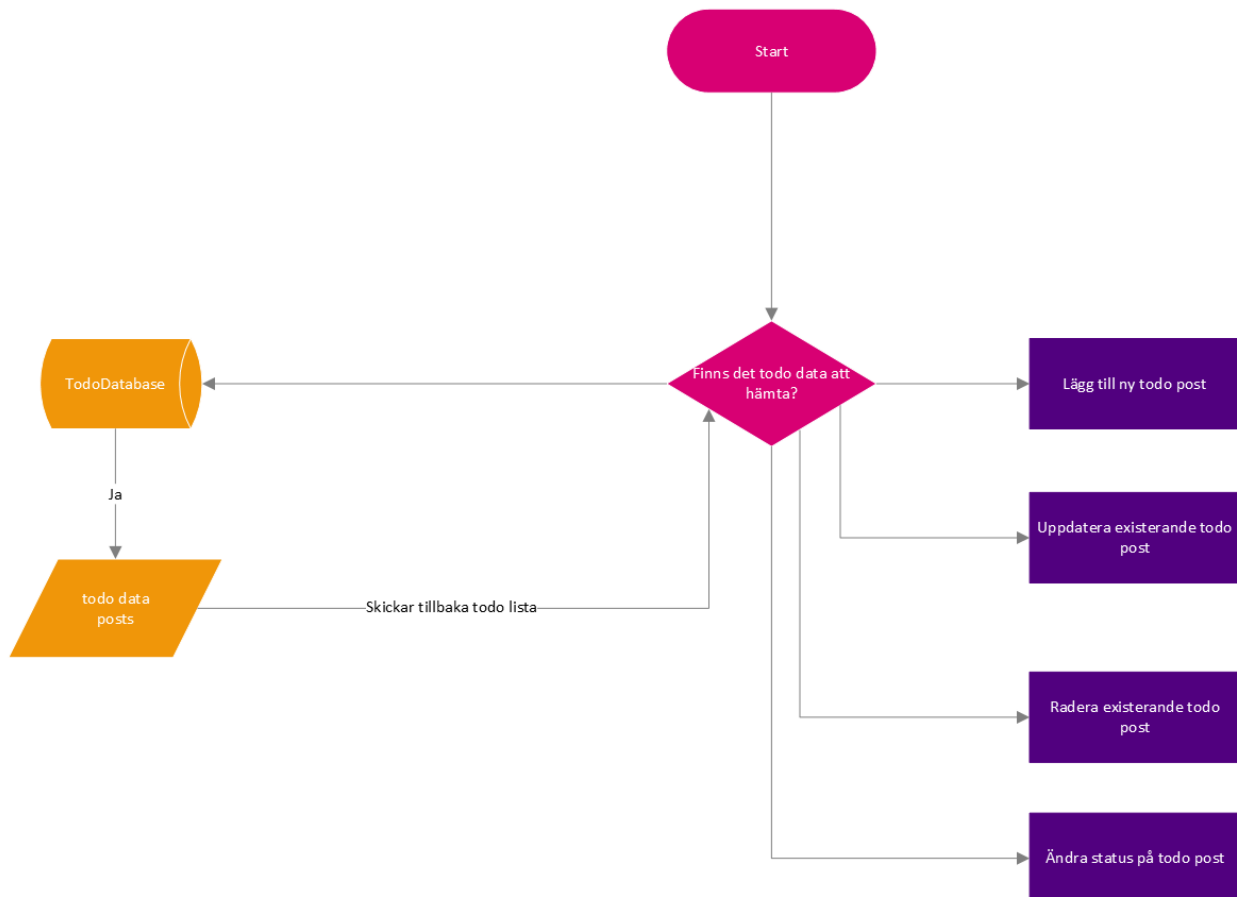 Start
Finns det todo data att
hämta?
TodoDatabase
Lägg till ny todo post
Ja
Uppdatera existerande todo
post
todo data
posts
Skickar tillbaka todo lista
Radera existerande todo
post
Ändra status på todo post